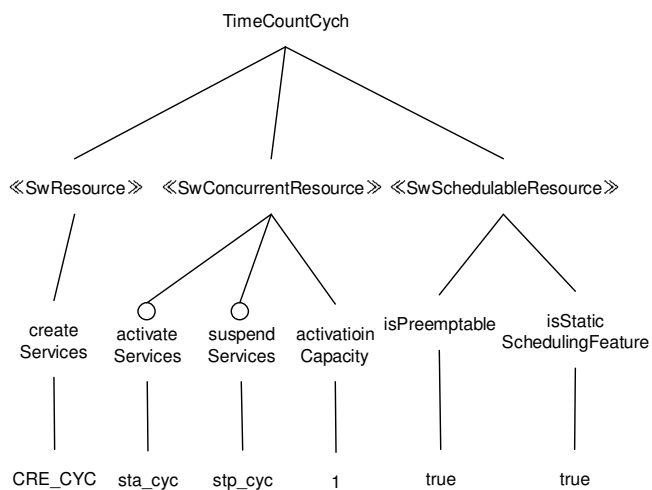 TimeCountCych
≪SwResource≫ ≪SwConcurrentResource≫ ≪SwSchedulableResource≫
create Services
activate Services
suspend Services
activatioin Capacity
isPreemptable
isStatic SchedulingFeature
CRE_CYC sta_cyc stp_cyc 1 true true